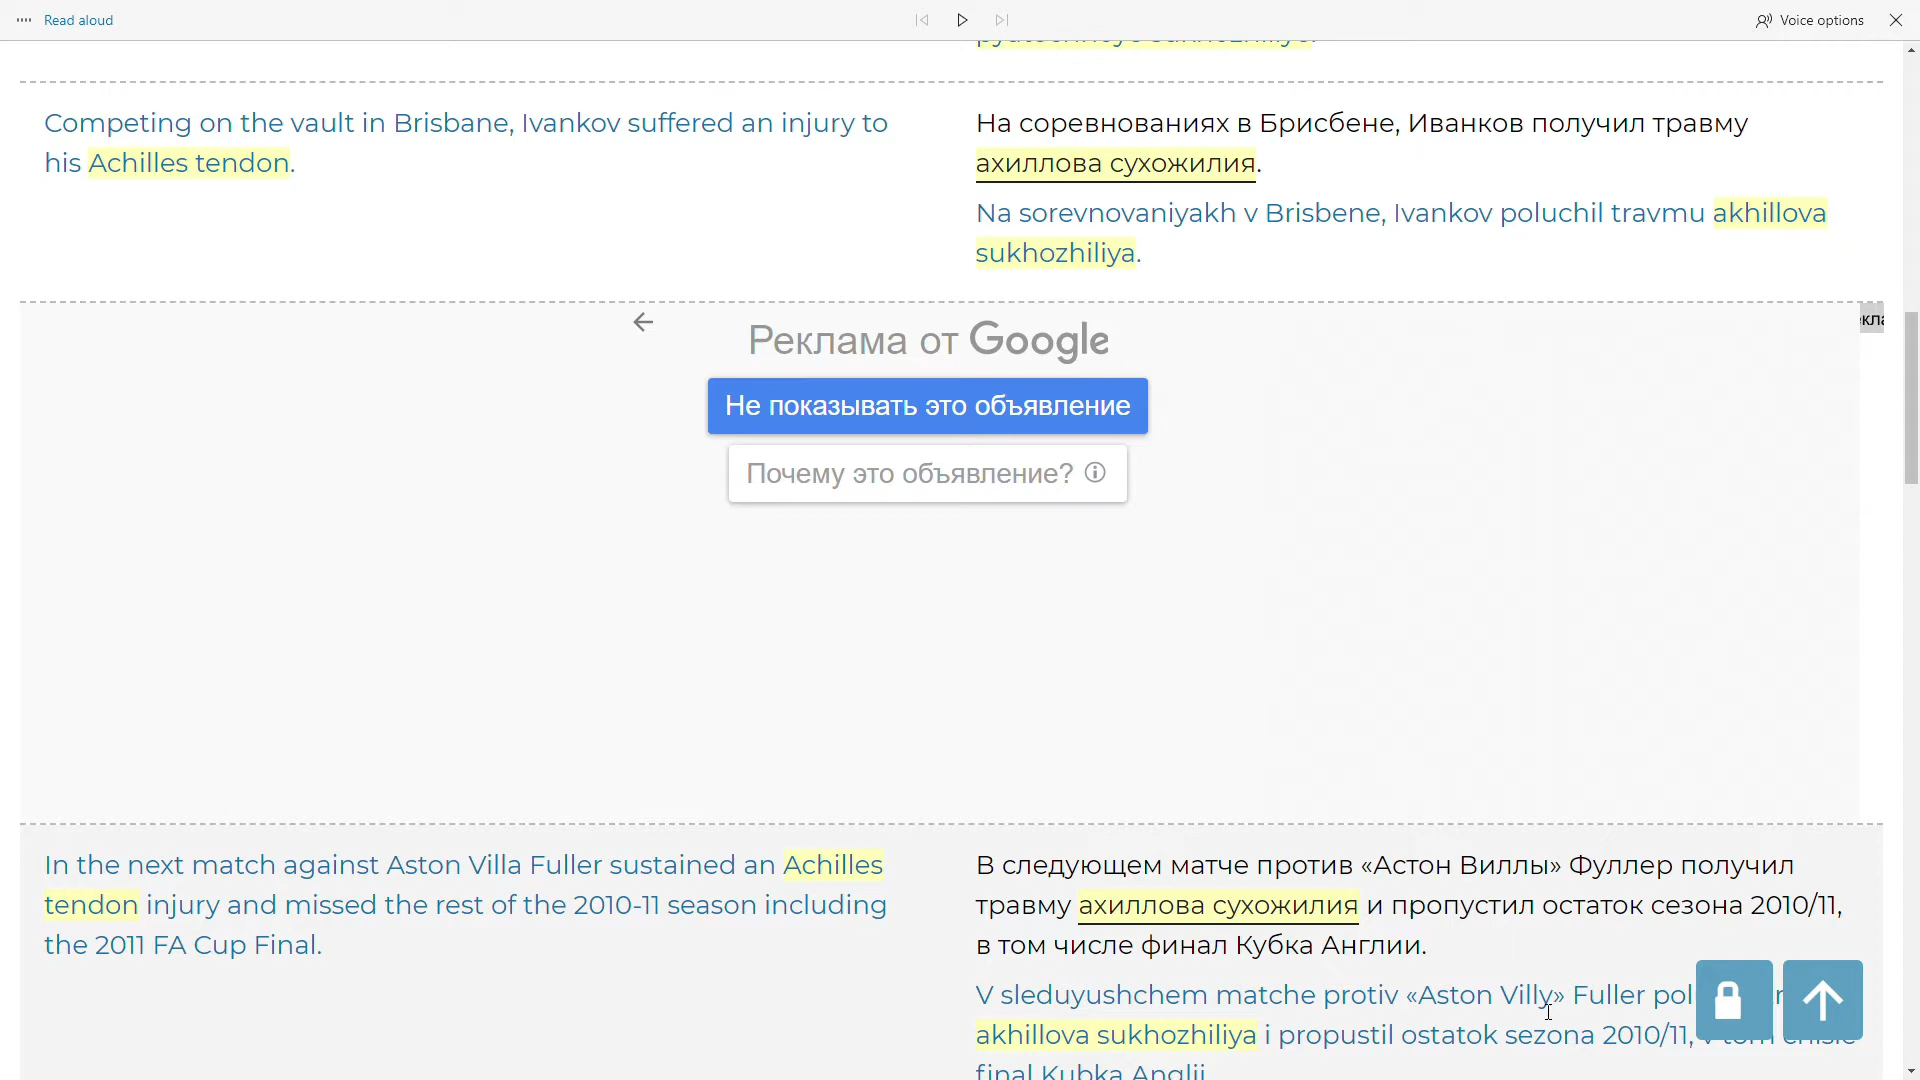 Read aloud
Voice options
Competing on the vault in Brisbane, Ivankov suffered an injury to
his Achilles tendon.
На соревнованиях в Брисбене, Иванков получил травму
ахиллова сухожилия.
Na sorevnovaniyakh v Brisbene, Ivankov poluchil travmu akhillova
sukhozhiliya.
Реклама от Google
Не показывать это объявление
Почему это объявление?
In the next match against Aston Villa Fuller sustained an Achilles
tendon injury and missed the rest of the 2010-11 season including
the 2011 FA Cup Final.
В следующем матче против «Астон Виллы» Фуллер получил
травму ахиллова сухожилия и пропустил остаток сезона 2010/11,
в том числе финал Кубка Англии.
V sleduyushchem matche protiv «Aston Villy» Fuller
akhillova sukhozhiliya i propustil ostatok sezona 2010/11,
final Kubka Anglii